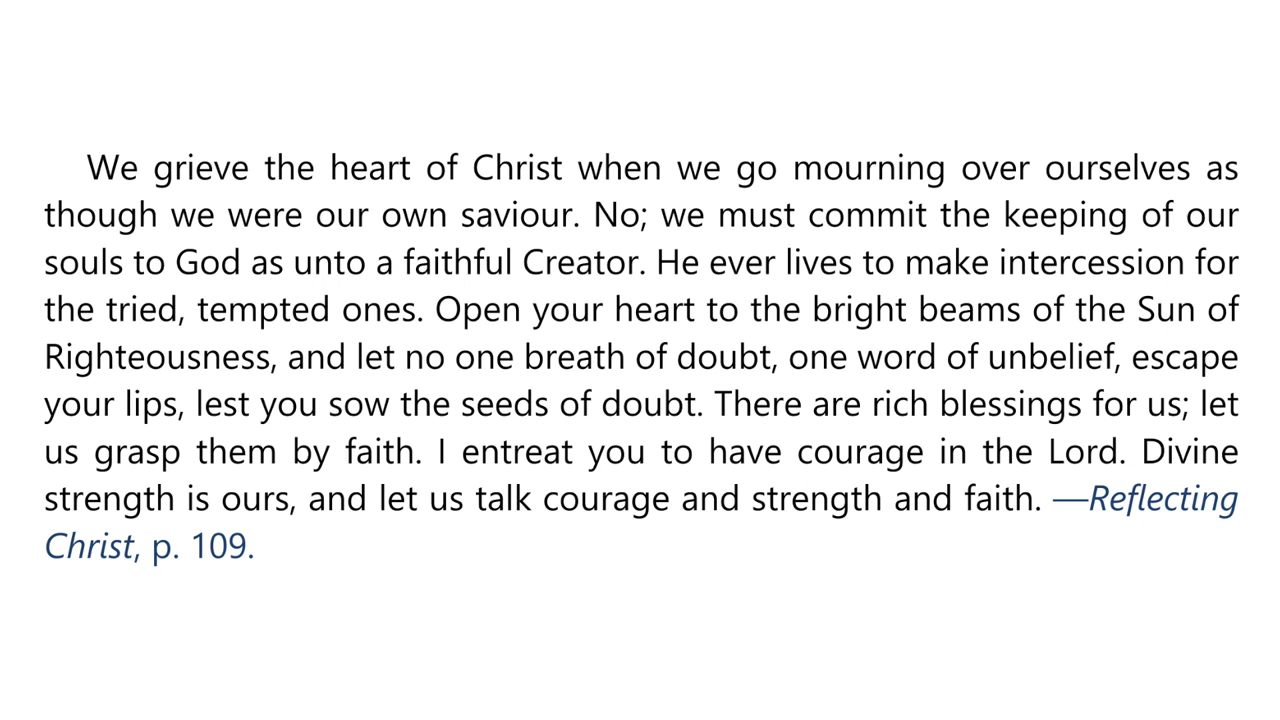 We grieve the heart of Christ when we go mourning over ourselves as
though we were our own saviour. No; we must commit the keeping of our
souls to God as unto a faithful Creator. He ever lives to make intercession for
the tried, tempted ones. Open your heart to the bright beams of the Sun of
Righteousness, and let no one breath of doubt, one word of unbelief, escape
your lips, lest you sow the seeds of doubt. There are rich blessings for us; let
us grasp them by faith. I entreat you to have courage in the Lord. Divine
strength is ours, and let us talk courage and strength and faith. —Reflecting
Christ, p. 109.